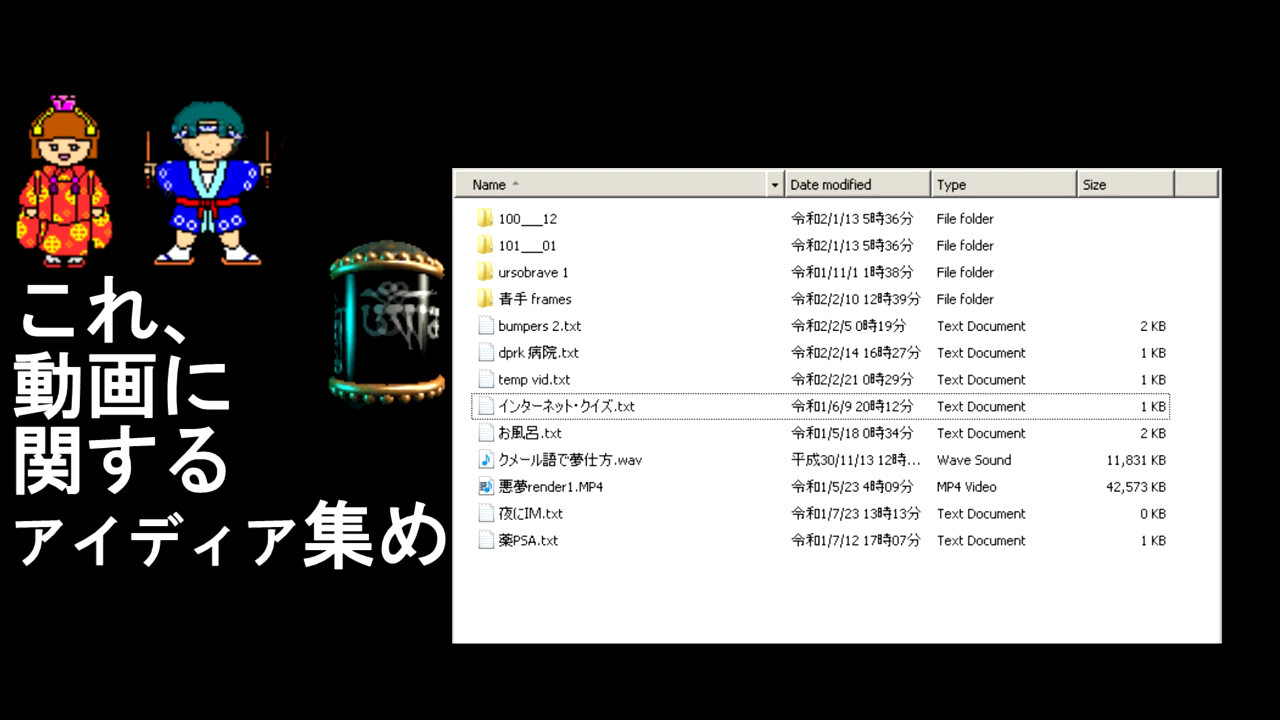 これ、
動画に
関する
アイディア集め
Name Date modified Type Size
100___12 令和2/1/13 5時36分 File folder
101___01 令和2/1/13 5時36分 File folder
ursobrave 1 令和1/11/1 1時38分 File folder
青手 frames 令和2/2/10 12時39分 File folder
bumpers 2.txt 令和2/2/5 0時19分 Text Document 2 KB
dprk 病院.txt 令和2/2/14 16時27分 Text Document 1 KB
temp vid.txt 令和2/2/21 0時29分 Text Document 1 KB
インターネット・クイズ.txt 令和1/6/9 20時12分 Text Document 1 KB
お風呂.txt 令和1/5/18 0時34分 Text Document 2 KB
クメール語で夢仕方.wav 平成30/11/13 12時... Wave Sound 11,831 KB
悪夢render1.MP4 令和1/5/23 4時09分 MP4 Video 42,573 KB
夜にIM.txt 令和1/7/23 13時13分 Text Document 0 KB
薬PSA.txt 令和1/7/12 17時07分 Text Document 1 KB